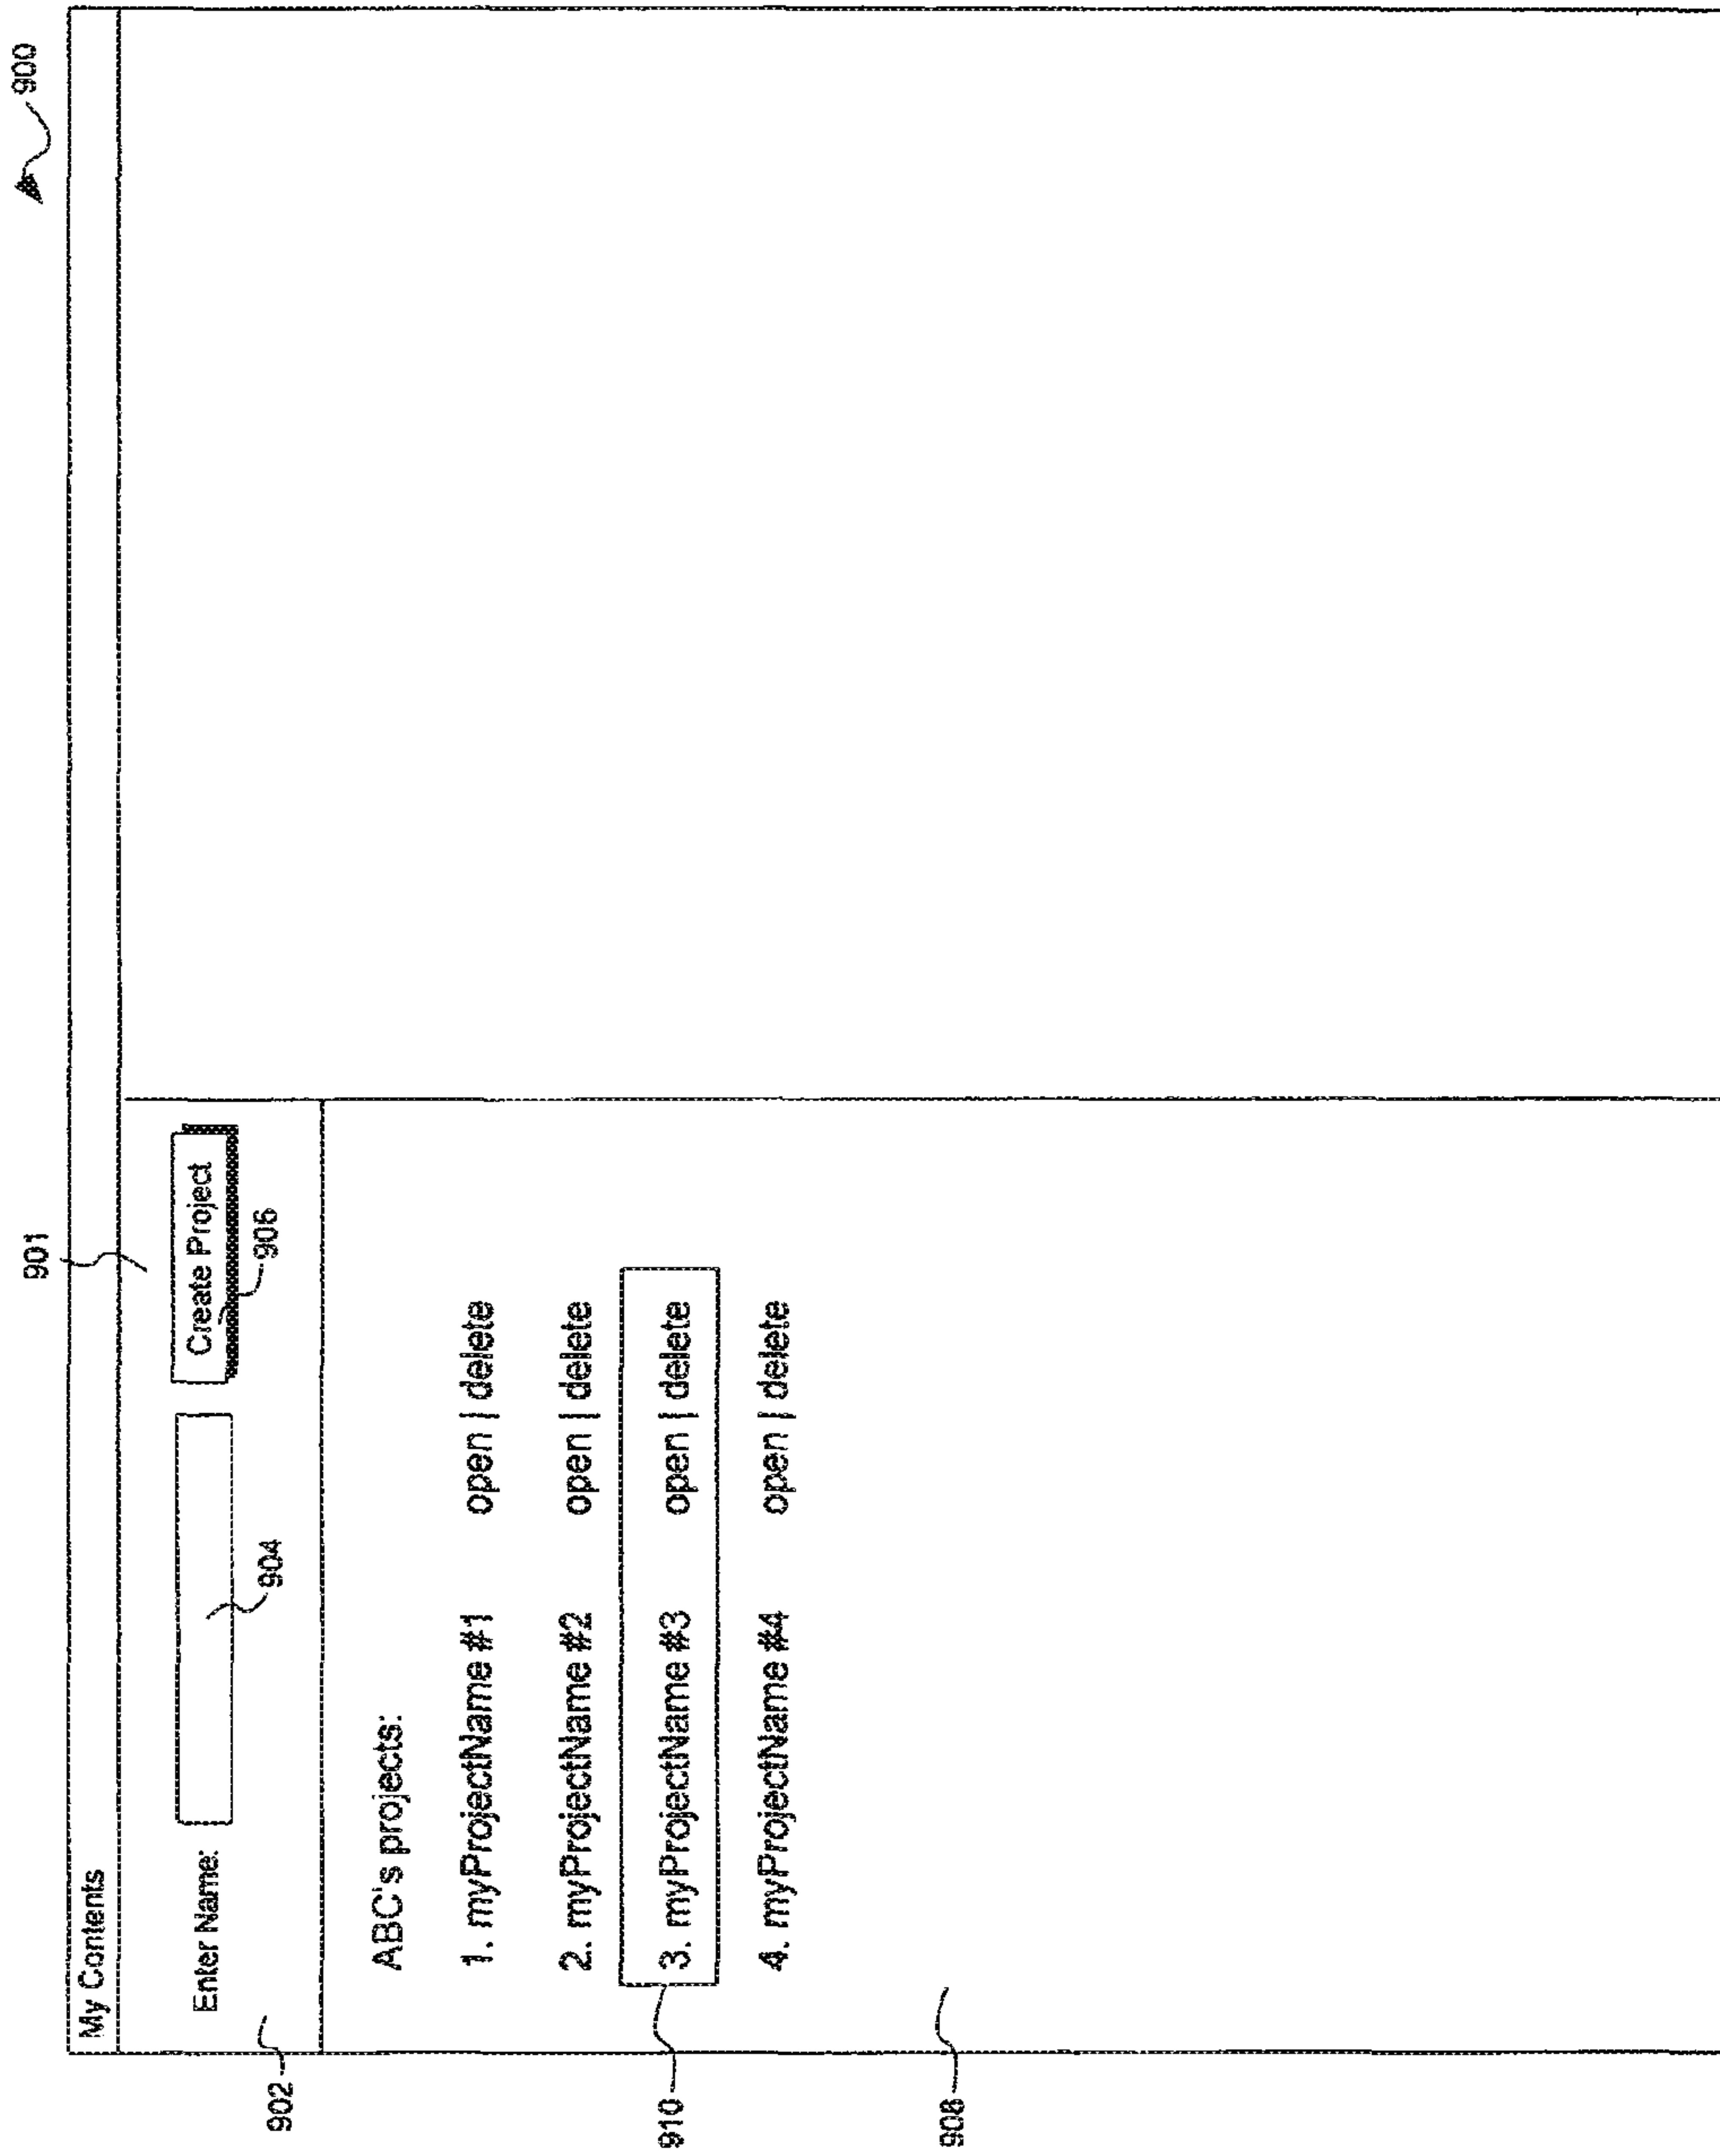 900
My Contents
901
Enter Name:
Create Project
904
906
902
ABC's projects:
1. myProjectName #1 open | delete
2. myProjectName #2 open | delete
3. myProjectName #3 open | delete
910
4. myProjectName #4 open | delete
908